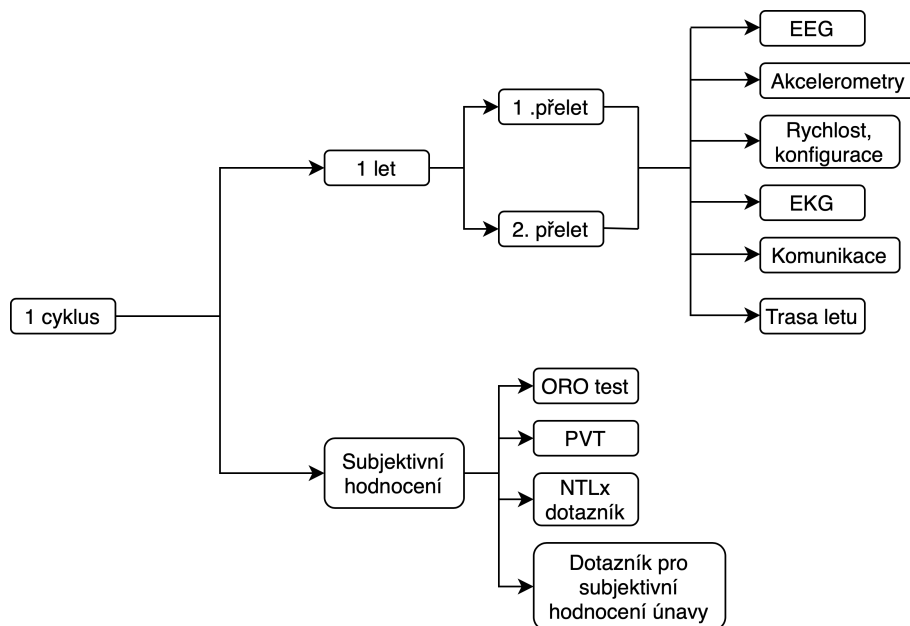 EEG
Akcelerometry
1 .přelet
Rychlost,
konfigurace
1 let
EKG
2. přelet
Komunikace
1 cyklus
Trasa letu
ORO test
Subjektivní
hodnocení
PVT
NTLx
dotazník
Dotazník pro
subjektivní
hodnocení únavy